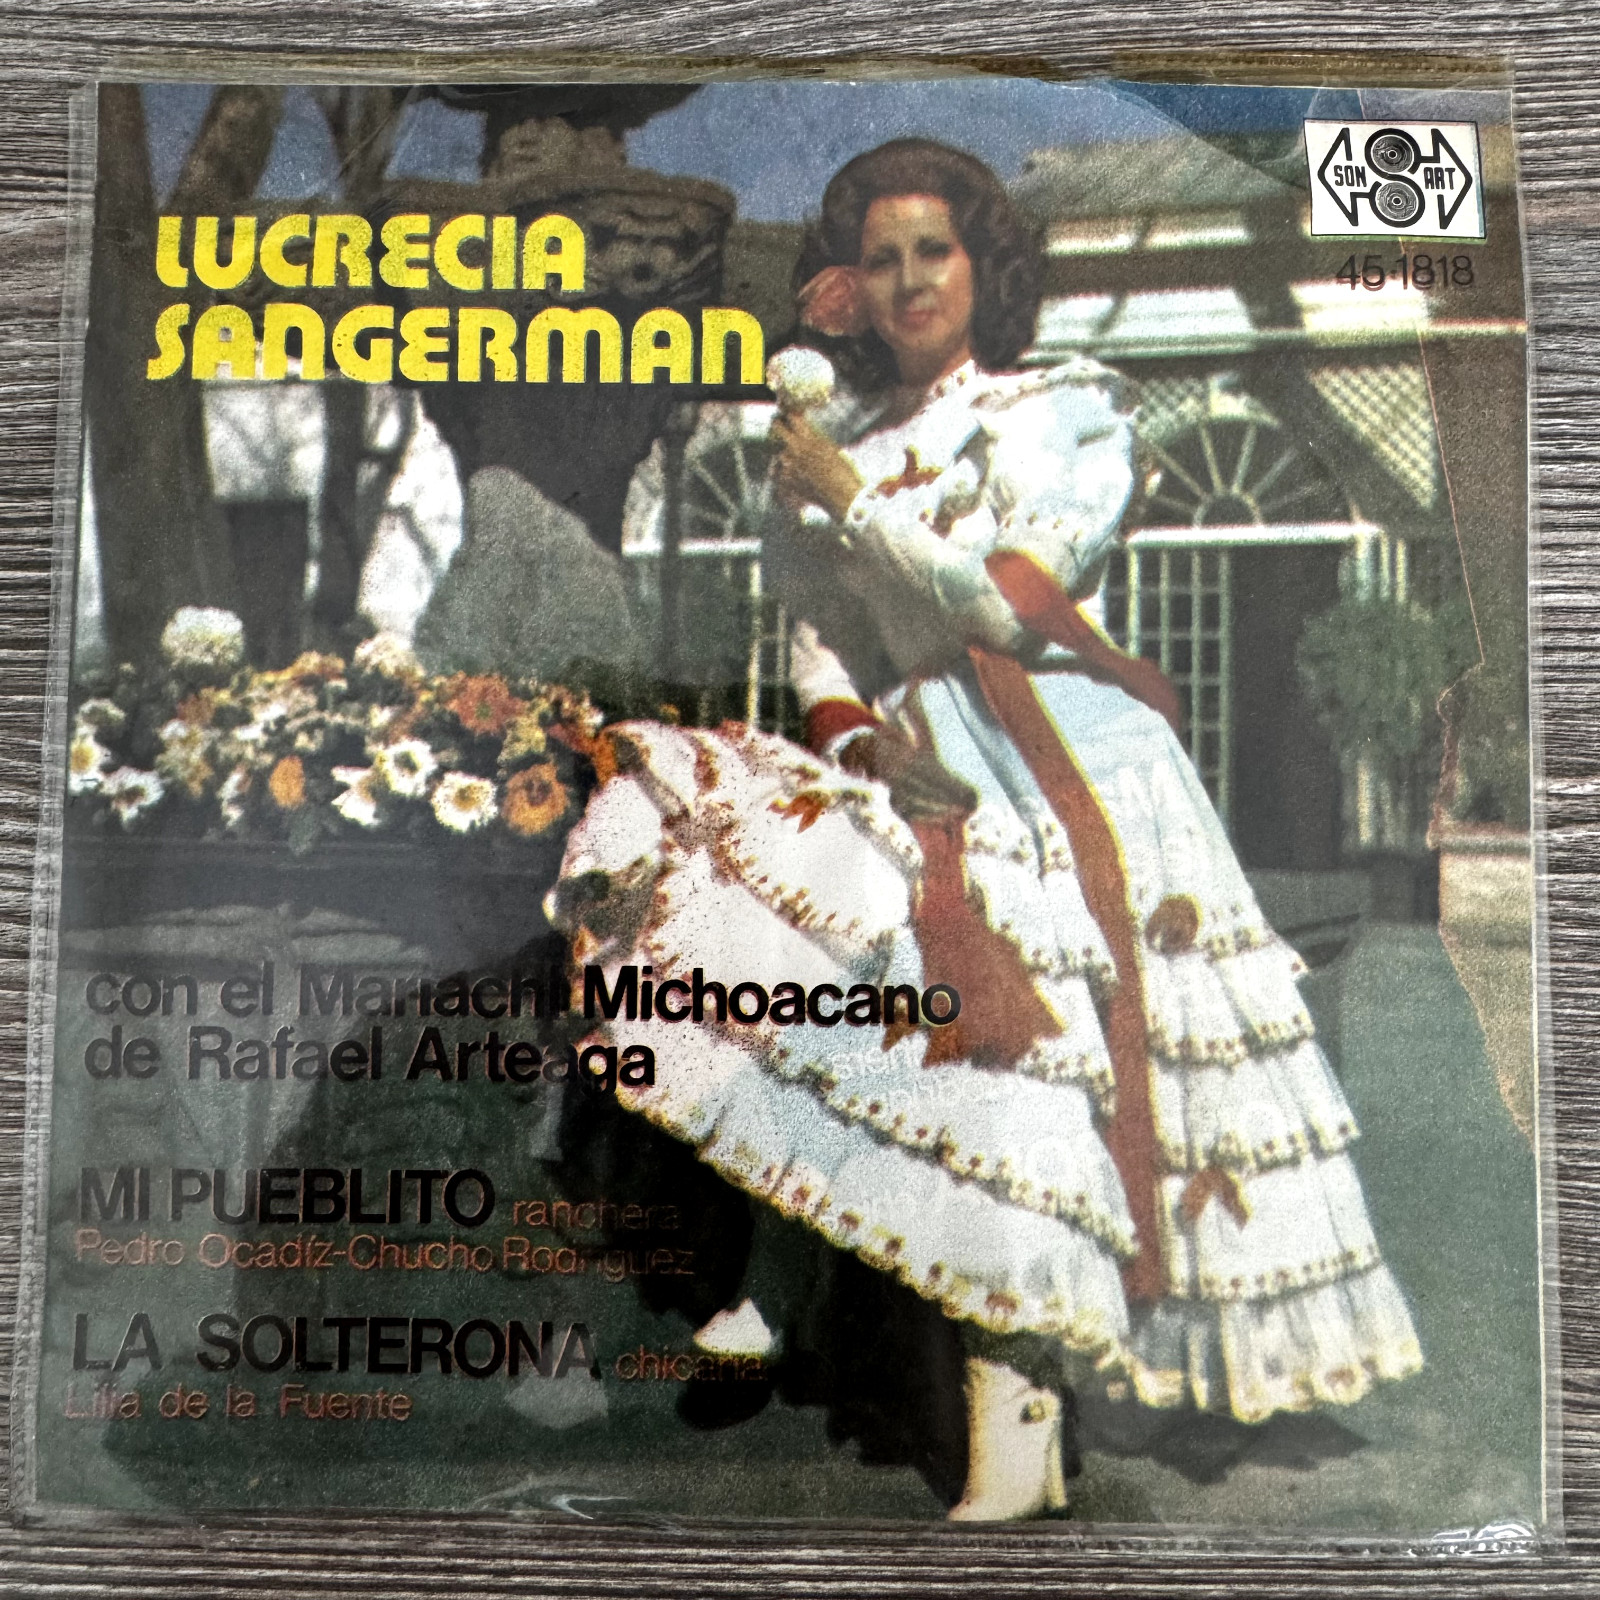 LUCRECIA
SANGERMAN
SON ART
45-1818
con el Mariachi Michoacano
de Rafael Arteaga
MI PUEBLITO ranchera
Pedro Ocadíz-Chucho Rodriguez
LA SOLTERONA chicana
Lilia de la Fuente